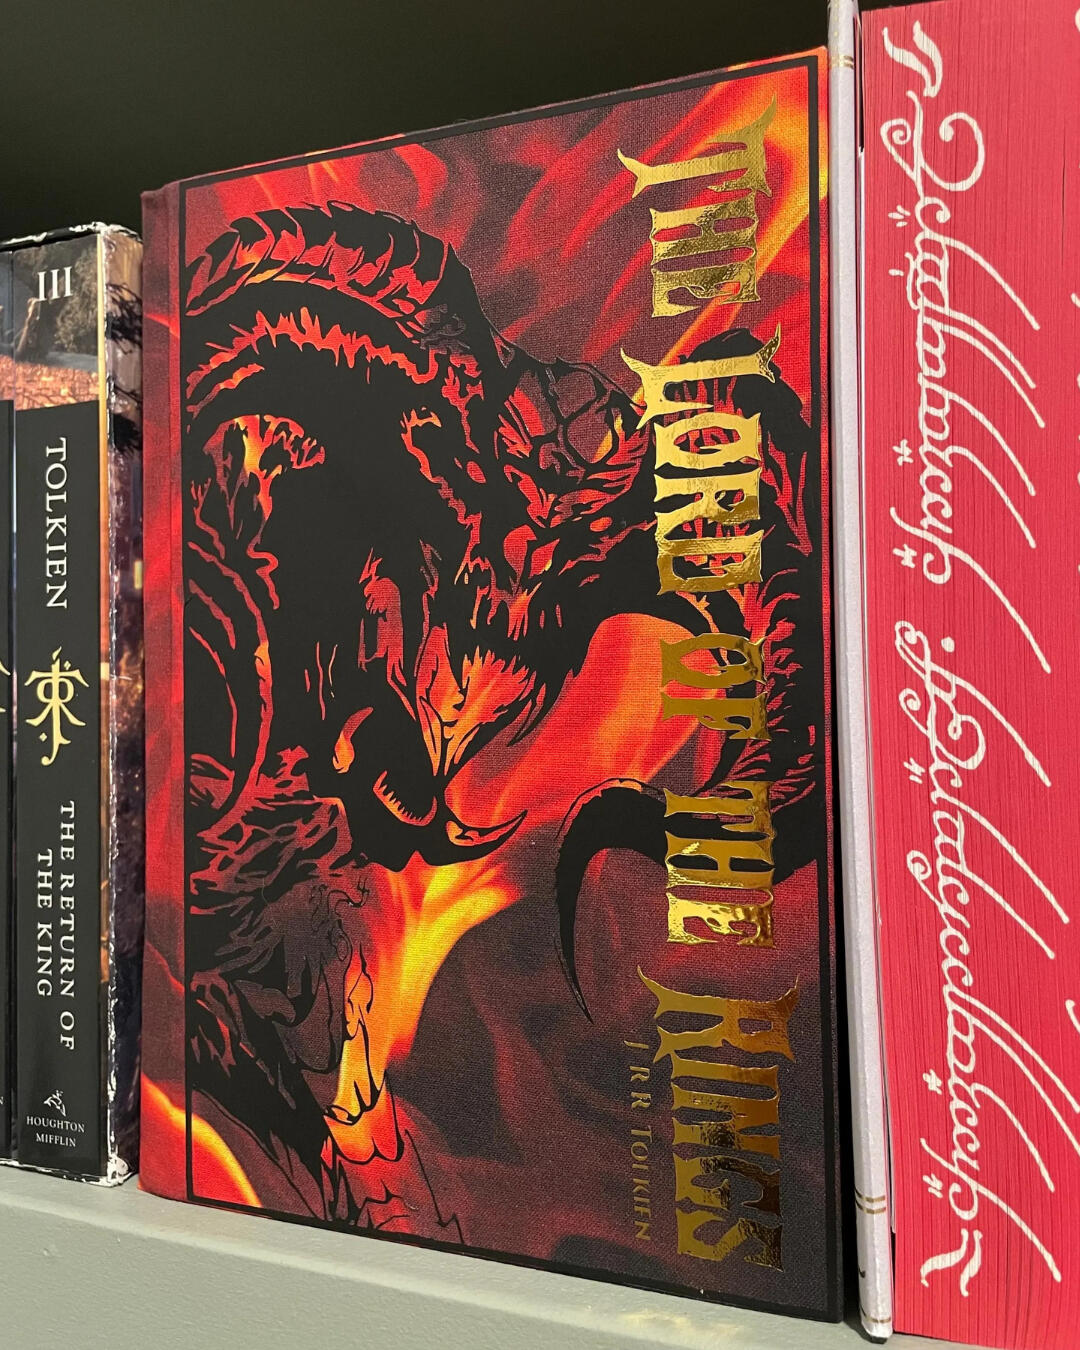 III
TOLKIEN
THE RETURN OF
THE KING
HOUGHTON
MIFFLIN
THE LORD OF THE RINGS
J R R TOLKIEN